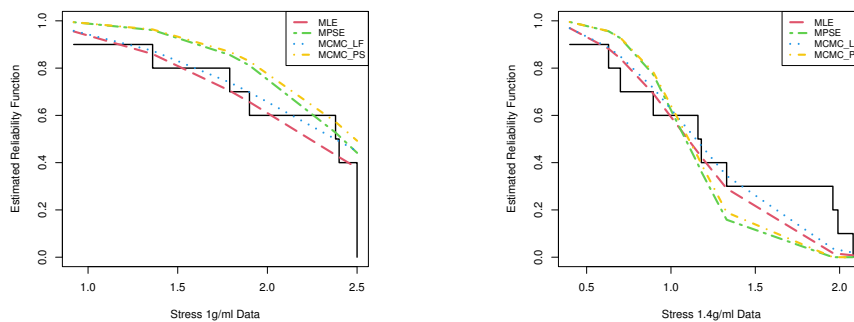 MLE
MPSE
MCMC_LF
MCMC_PS
Estimated Reliability Function
0.0
0.2
0.4
0.6
0.8
1.0
1.0
1.5
2.0
2.5
Stress 1g/ml Data
MLE
MPSE
MCMC_L
MCMC_P
Estimated Reliability Function
0.0
0.2
0.4
0.6
0.8
1.0
0.5
1.0
1.5
2.0
Stress 1.4g/ml Data